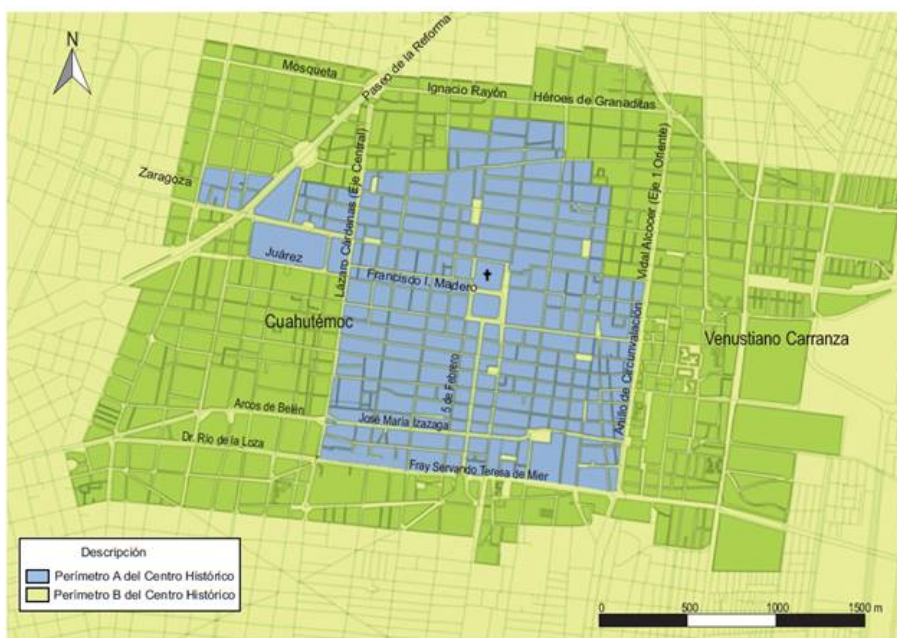 N
Mosqueta
Paseo de la Reforma
Ignacio Rayón
Héroes de Granaditas
Zaragoza
Lázaro Cárdenas (Eje Central)
Vidal Alcocer (Eje 1 Oriente)
Juárez
Francisco I. Madero
Cuahutémoc
Venustiano Carranza
Anillo de Circunvalación
5 de Febrero
Arcos de Belén
José María Izazaga
Dr. Río de la Loza
Fray Servando Teresa de Mier
Descripción
Perímetro A del Centro Histórico
Perímetro B del Centro Histórico
0 500 1000 1500 m